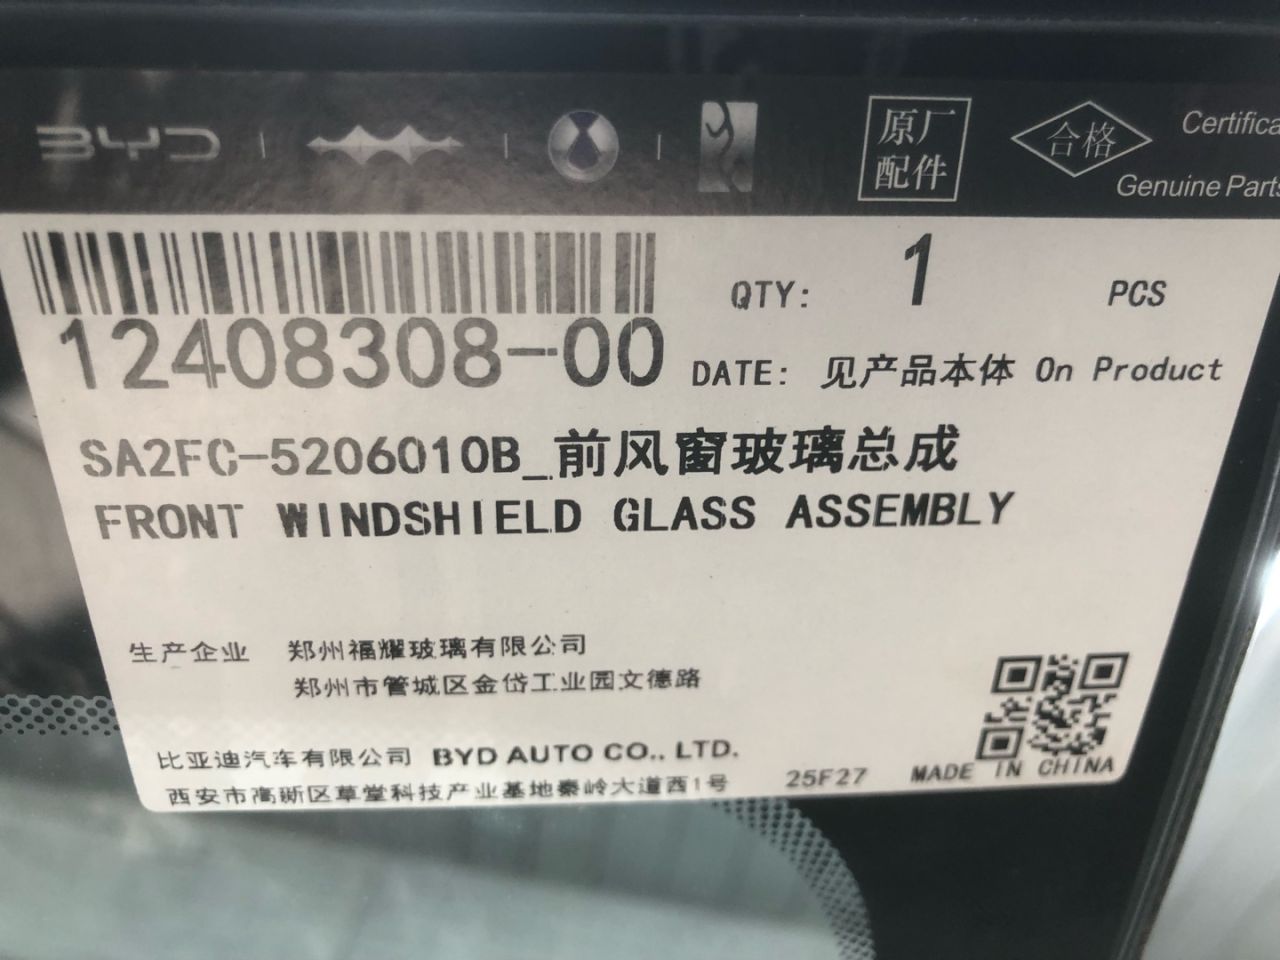 BYD
原厂
配件
合格
Certifica
Genuine Parts
12408308-00
QTY: 1 PCS
DATE: 见产品本体 On Product
SA2FC-5206010B_前风窗玻璃总成
FRONT WINDSHIELD GLASS ASSEMBLY
生产企业 郑州福耀玻璃有限公司
郑州市管城区金岱工业园文德路
比亚迪汽车有限公司 BYD AUTO CO., LTD.
西安市高新区草堂科技产业基地秦岭大道西1号
25F27 MADE IN CHINA